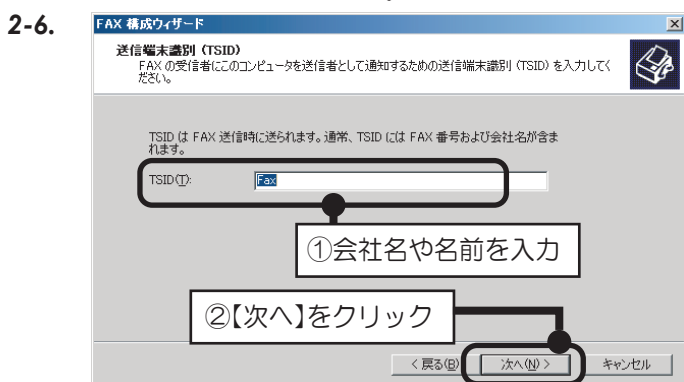 2-6.
FAX 構成ウィザード
送信端末識別 (TSID)
FAX の受信者にこのコンピュータを送信者として通知するための送信端末識別 (TSID) を入力してく
ださい。
TSID は FAX 送信時に送られます。通常、TSID には FAX 番号および会社名が含ま
れます。
TSID(T): Fax
①会社名や名前を入力
②【次へ】をクリック
< 戻る(B) 次へ(N) > キャンセル